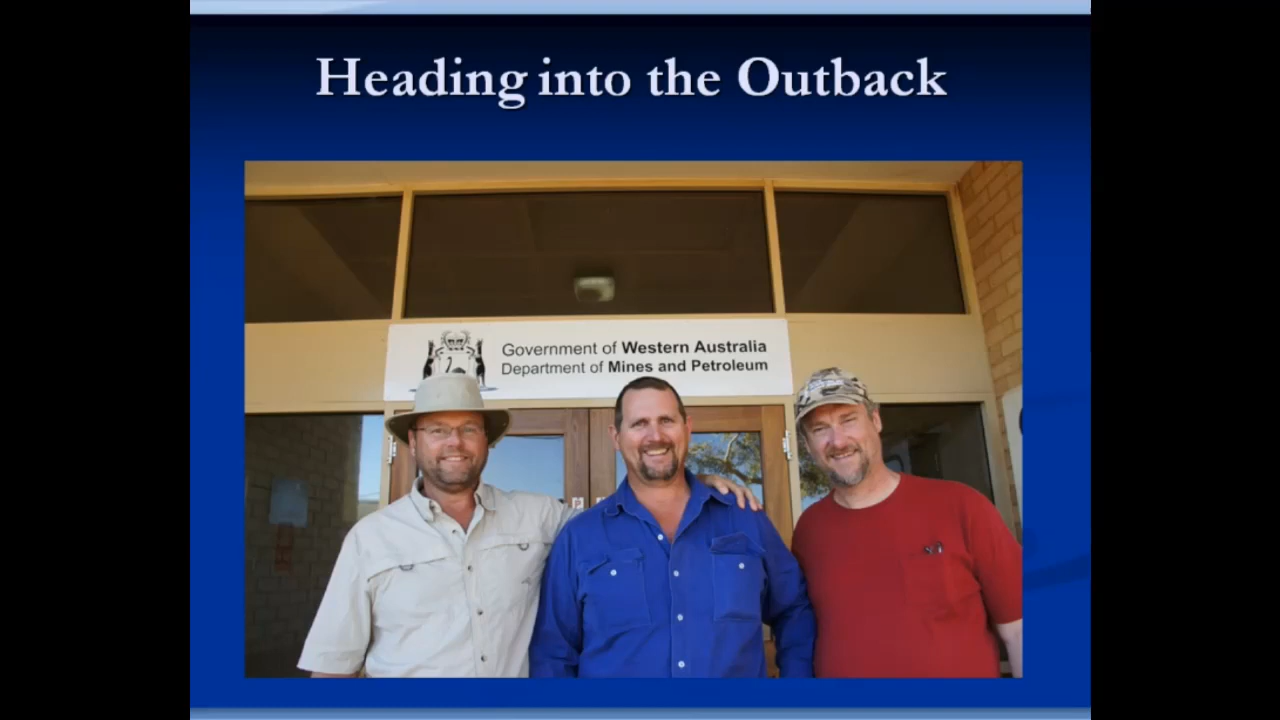 Heading into the Outback
Government of Western Australia
Department of Mines and Petroleum